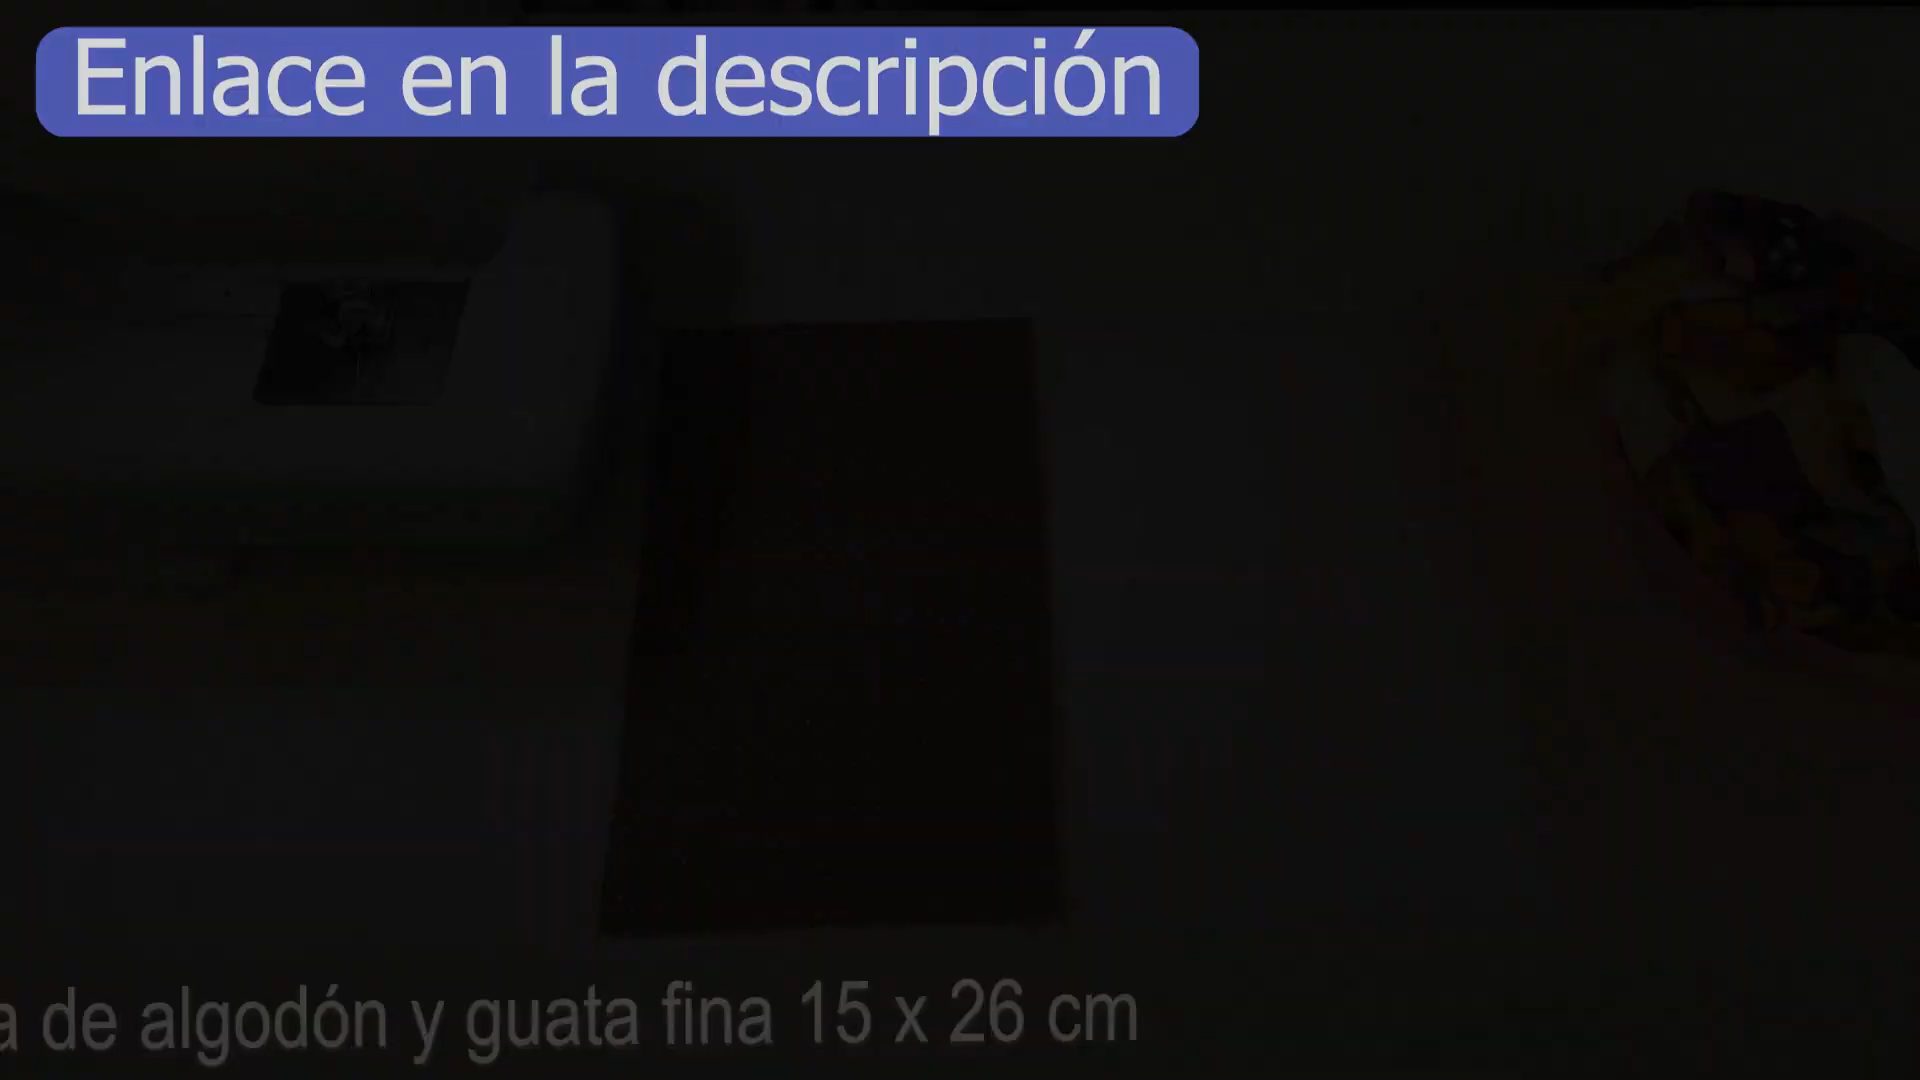 Enlace en la descripción
de algodón y guata fina 15 x 26 cm